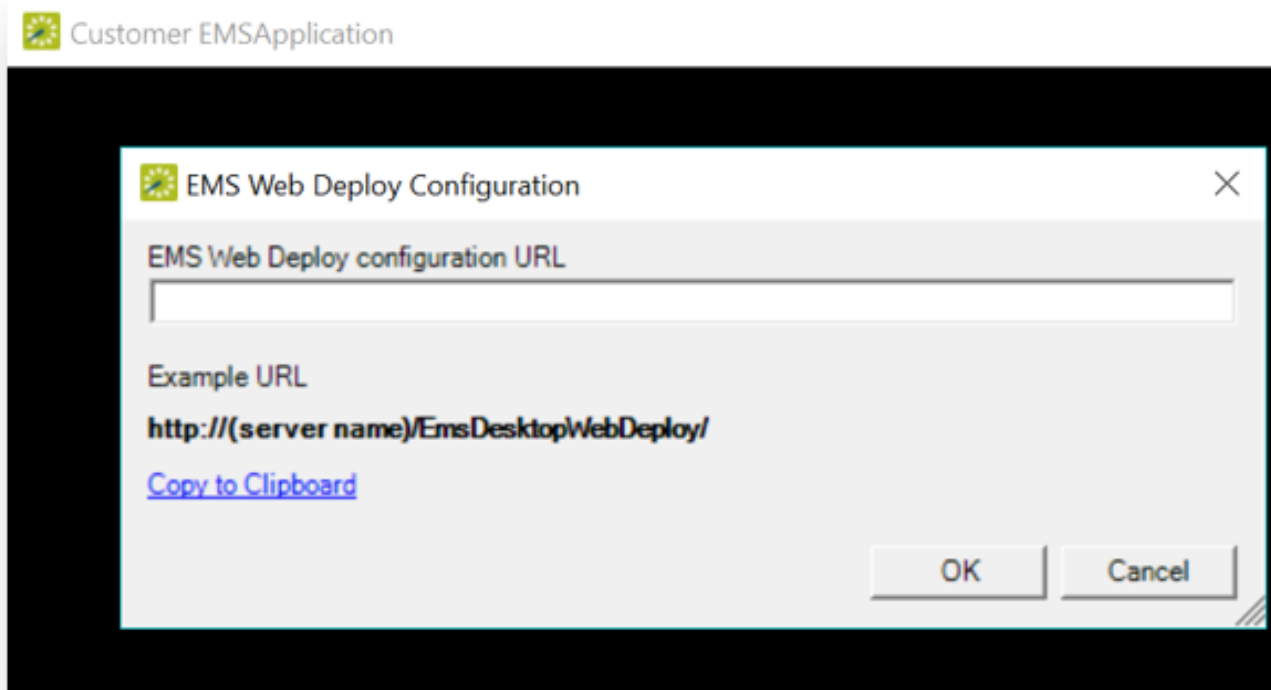 Customer EMSApplication
EMS Web Deploy Configuration
EMS Web Deploy configuration URL
Example URL
http://(server name)/EmsDesktopWebDeploy/
Copy to Clipboard
OK
Cancel